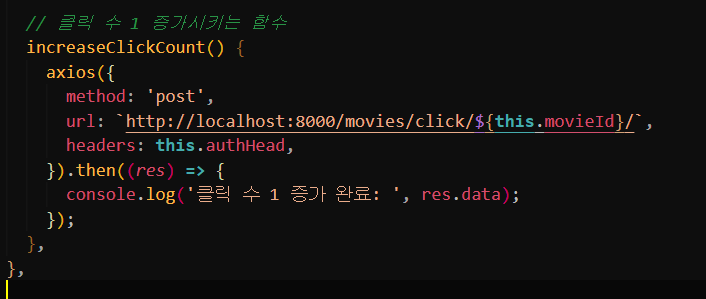 // 클릭 수 1 증가시키는 함수
increaseClickCount() {
axios({
method: 'post',
url: `http://localhost:8000/movies/click/${this.movieId}/`,
headers: this.authHead,
}).then((res) => {
console.log('클릭 수 1 증가 완료: ', res.data);
});
},
},